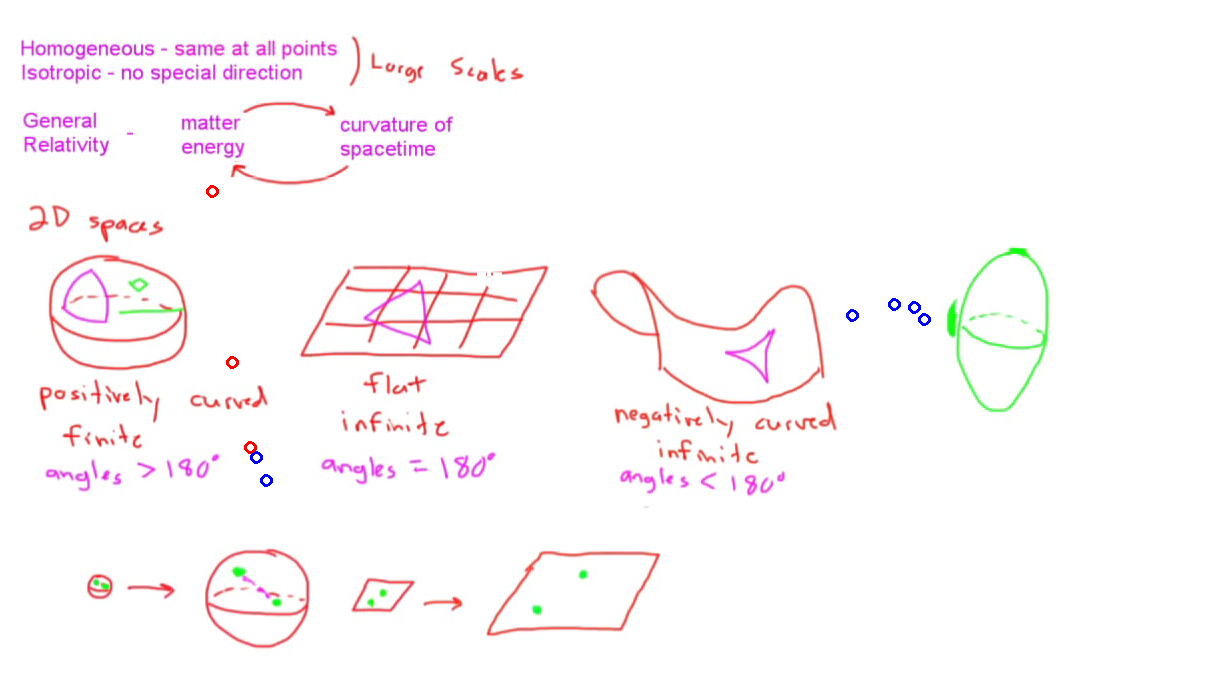 Homogeneous - same at all points
Isotropic - no special direction
Large Scales
General Relativity -
matter energy
curvature of spacetime
2D spaces
positively curved
finite
angles > 180°
flat
infinite
angles = 180°
negatively curved
infinite
angles < 180°